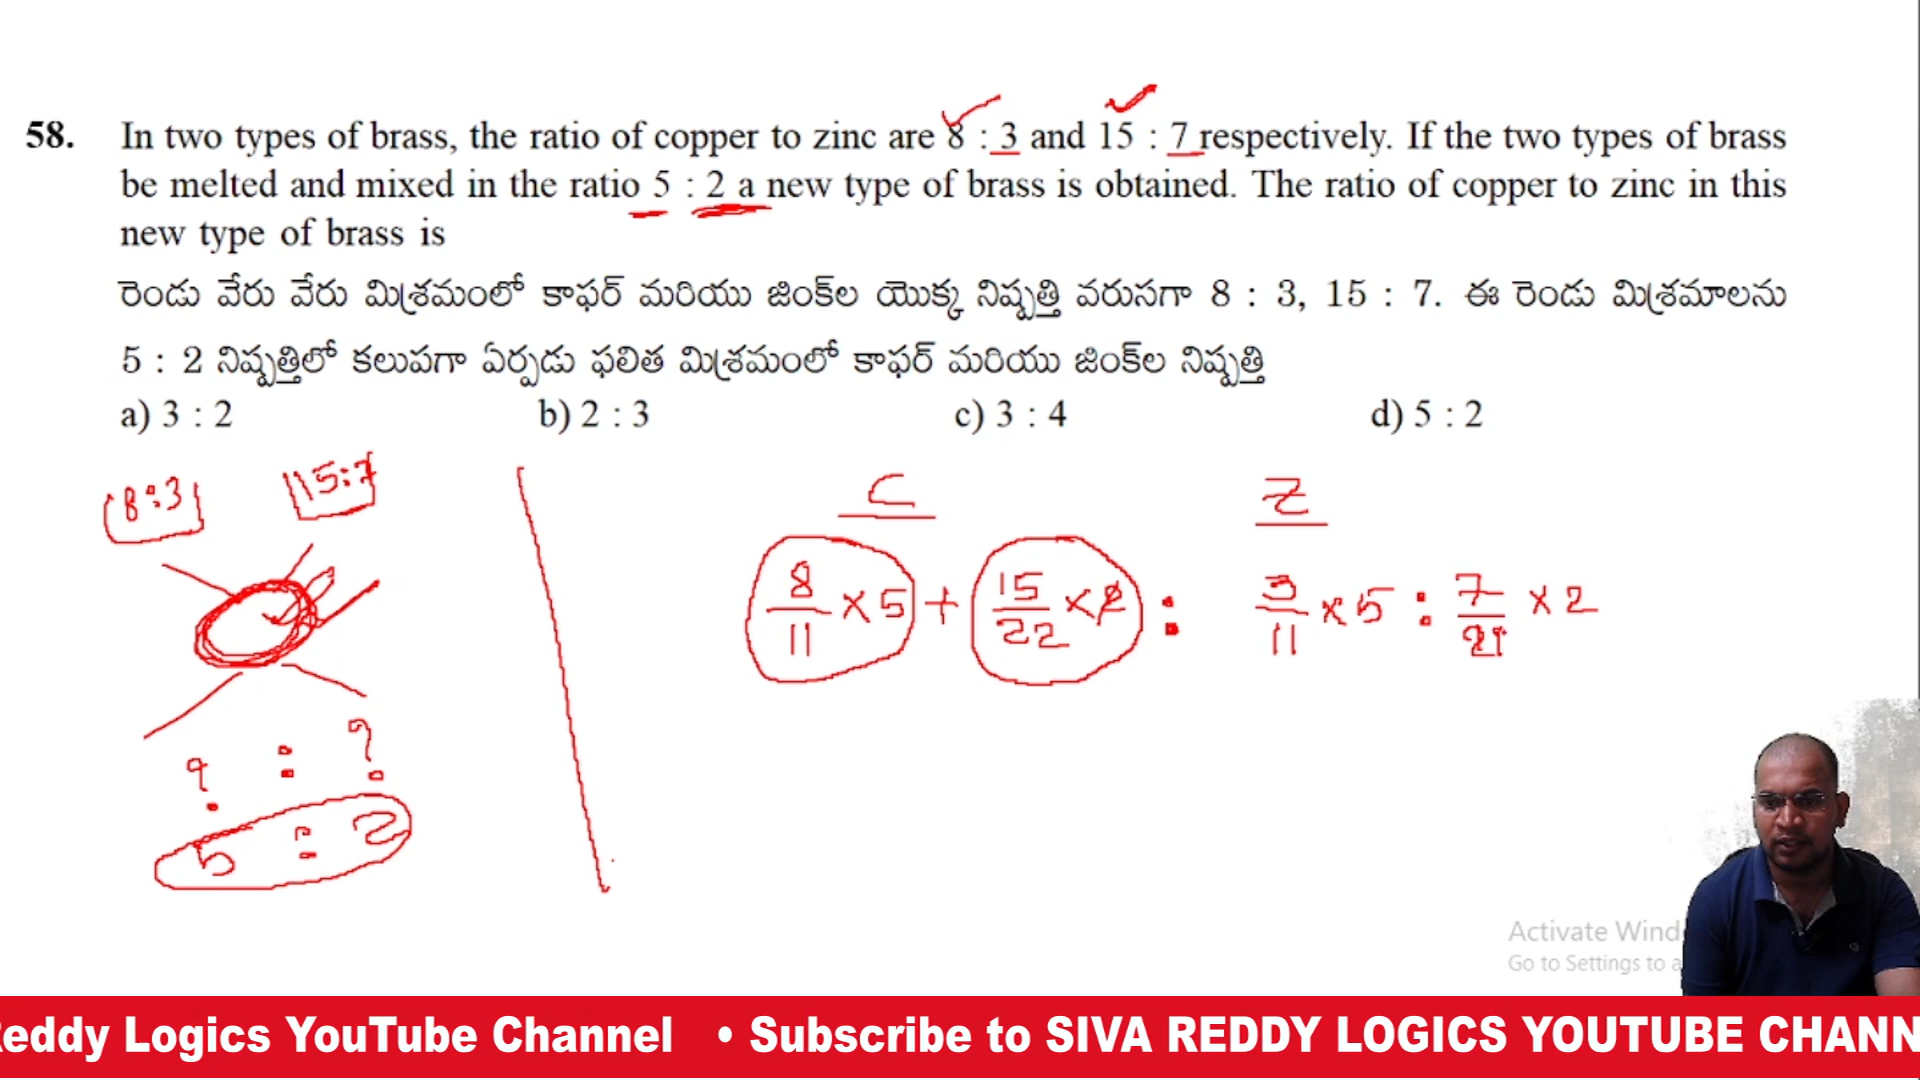 58. In two types of brass, the ratio of copper to zinc are 8 : 3 and 15 : 7 respectively. If the two types of brass
be melted and mixed in the ratio 5 : 2 a new type of brass is obtained. The ratio of copper to zinc in this
new type of brass is
రెండు వేరు వేరు మిశ్రమంలో కాఫర్ మరియు జింక్‌ల యొక్క నిష్పత్తి వరుసగా 8 : 3, 15 : 7. ఈ రెండు మిశ్రమాలను
5 : 2 నిష్పత్తిలో కలుపగా ఏర్పడు ఫలిత మిశ్రమంలో కాఫర్ మరియు జింక్‌ల నిష్పత్తి
a) 3 : 2 b) 2 : 3 c) 3 : 4 d) 5 : 2
8:3 15:7
? : ?
5 : 2
C Z
8/11 ×5 + 15/22 ×2 : 3/11 ×5 : 7/21 ×2
Activate Wind
Go to Settings to a
Reddy Logics YouTube Channel • Subscribe to SIVA REDDY LOGICS YOUTUBE CHANN